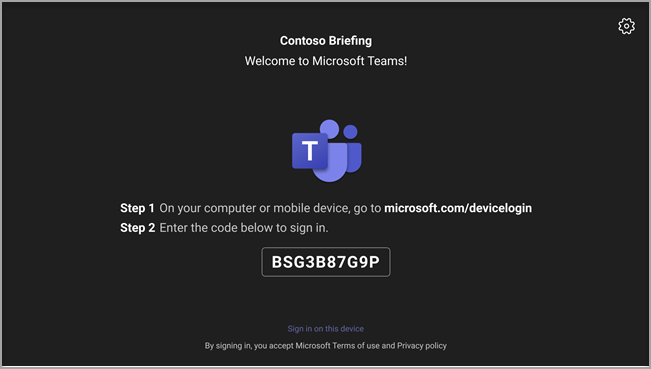 Contoso Briefing
Welcome to Microsoft Teams!
T
Step 1 On your computer or mobile device, go to microsoft.com/devicelogin
Step 2 Enter the code below to sign in.
BSG3B87G9P
Sign in on this device
By signing in, you accept Microsoft Terms of use and Privacy policy